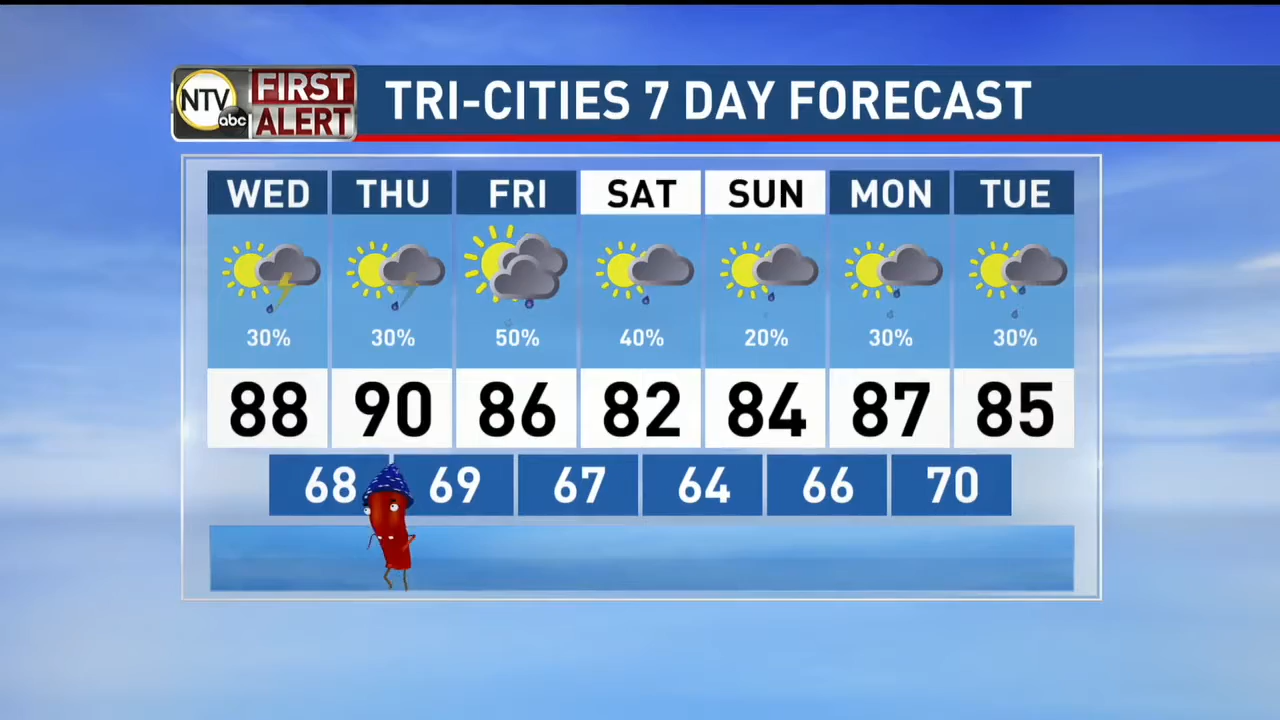 NTV
abc
FIRST
ALERT
TRI-CITIES 7 DAY FORECAST
WED THU FRI SAT SUN MON TUE
30% 30% 50% 40% 20% 30% 30%
88 90 86 82 84 87 85
68 69 67 64 66 70